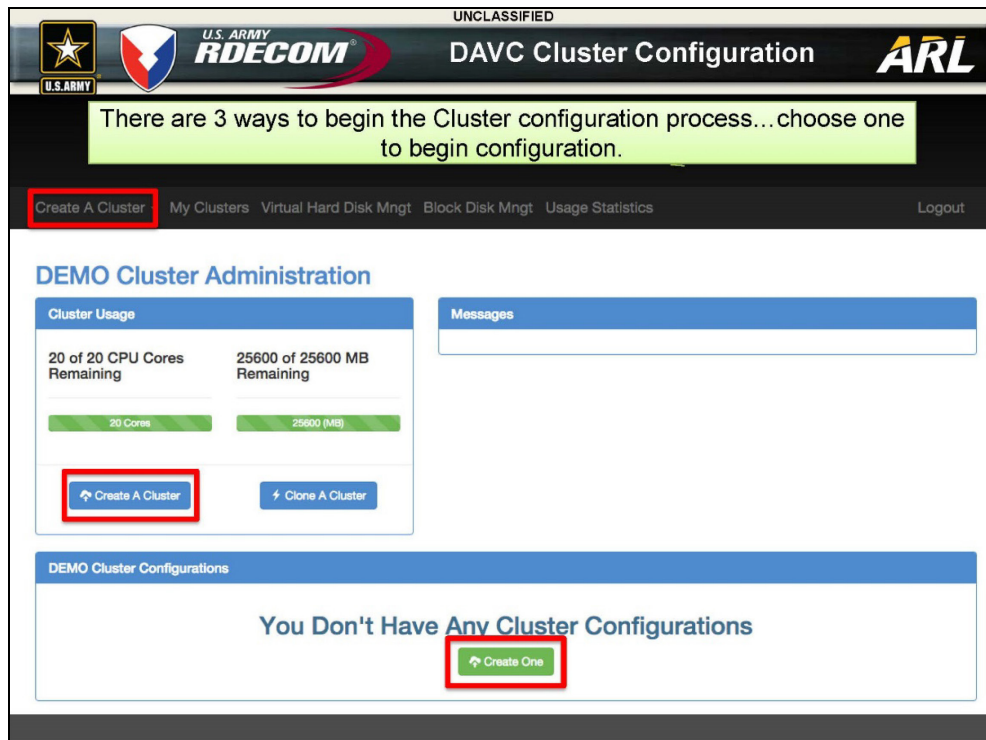 UNCLASSIFIED
U.S.ARMY
U.S. ARMY
RDECOM®
DAVC Cluster Configuration
ARL
There are 3 ways to begin the Cluster configuration process...choose one
to begin configuration.
Create A Cluster My Clusters Virtual Hard Disk Mngt Block Disk Mngt Usage Statistics Logout
DEMO Cluster Administration
Cluster Usage
20 of 20 CPU Cores
Remaining
25600 of 25600 MB
Remaining
20 Cores
25600 (MB)
Create A Cluster
Clone A Cluster
Messages
DEMO Cluster Configurations
You Don't Have Any Cluster Configurations
Create One